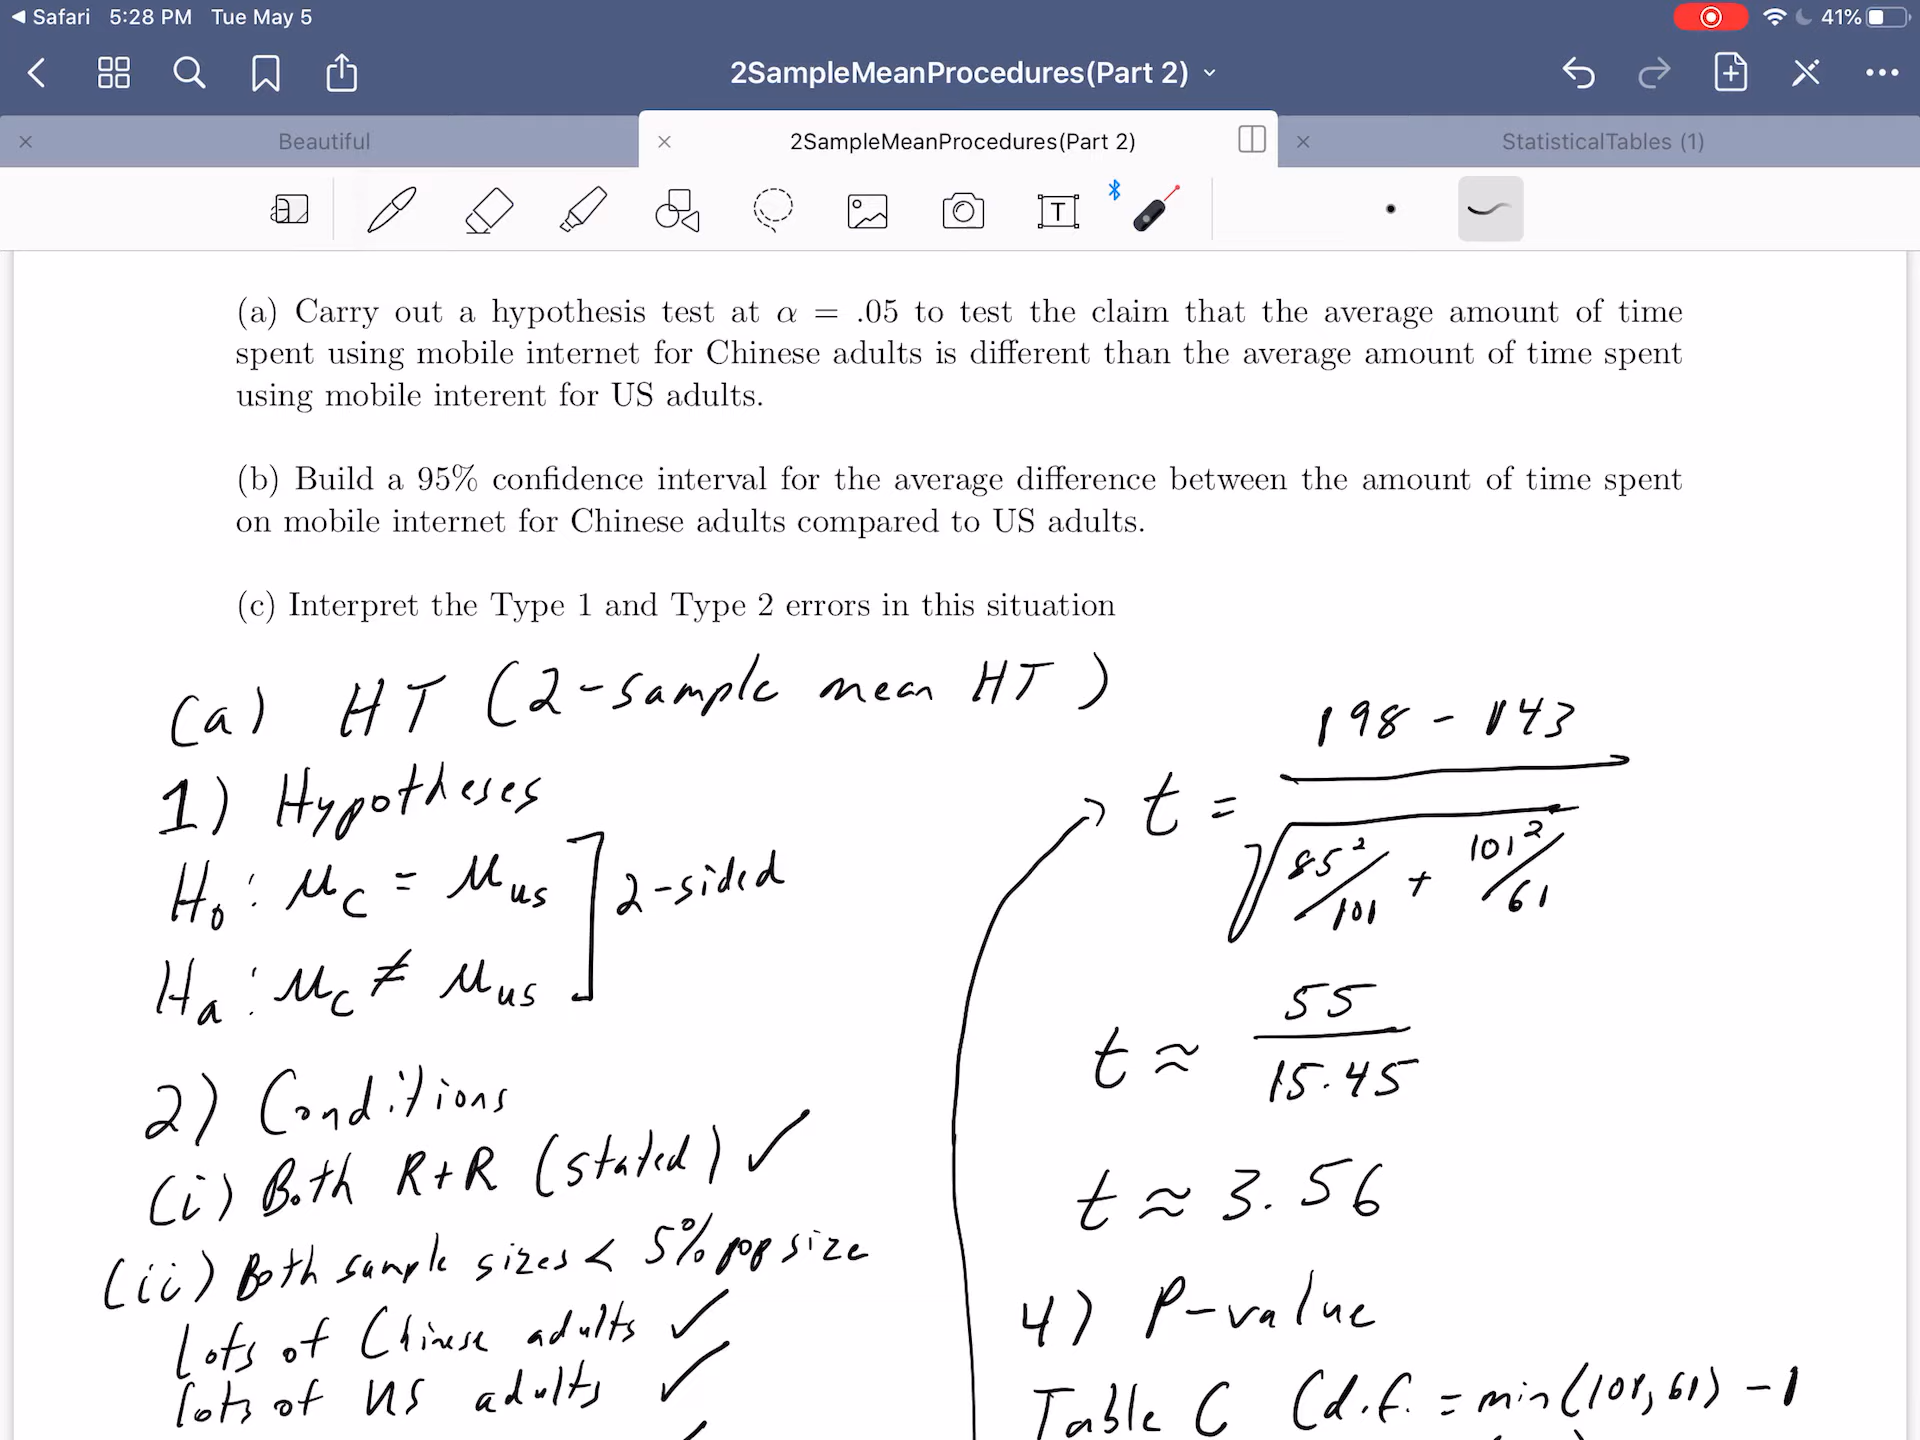 Safari 5:28 PM Tue May 5
41%
2SampleMeanProcedures(Part 2)
Beautiful
2SampleMeanProcedures(Part 2)
StatisticalTables (1)
a
T
(a) Carry out a hypothesis test at α = .05 to test the claim that the average amount of time
spent using mobile internet for Chinese adults is different than the average amount of time spent
using mobile interent for US adults.
(b) Build a 95% confidence interval for the average difference between the amount of time spent
on mobile internet for Chinese adults compared to US adults.
(c) Interpret the Type 1 and Type 2 errors in this situation
(a) HT (2-sample mean HT)
1) Hypotheses
H₀: μ_C = μ_us ] 2-sided
Hₐ: μ_C ≠ μ_us
2) Conditions
(i) Both R+R (stated) ✓
(ii) Both sample sizes < 5% pop size
Lots of Chinese adults ✓
Lots of US adults ✓
198 - 143
t =
√ 85²/101 + 101²/61
t ≈ 55
15.45
t ≈ 3.56
4) P-value
Table C (d.f. = min(101, 61) - 1